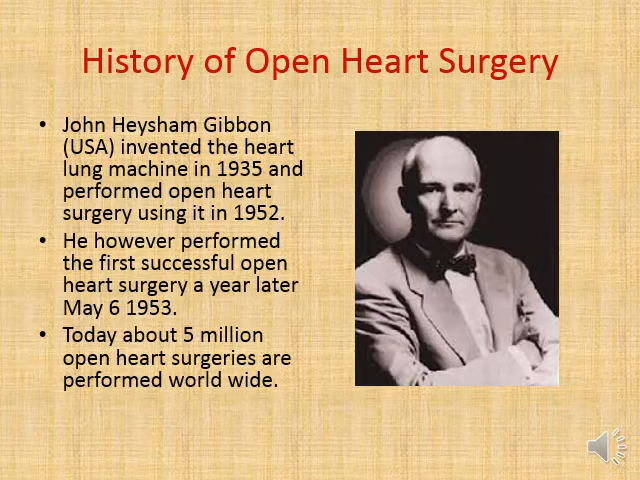 History of Open Heart Surgery
• John Heysham Gibbon
(USA) invented the heart
lung machine in 1935 and
performed open heart
surgery using it in 1952.
• He however performed
the first successful open
heart surgery a year later
May 6 1953.
• Today about 5 million
open heart surgeries are
performed world wide.